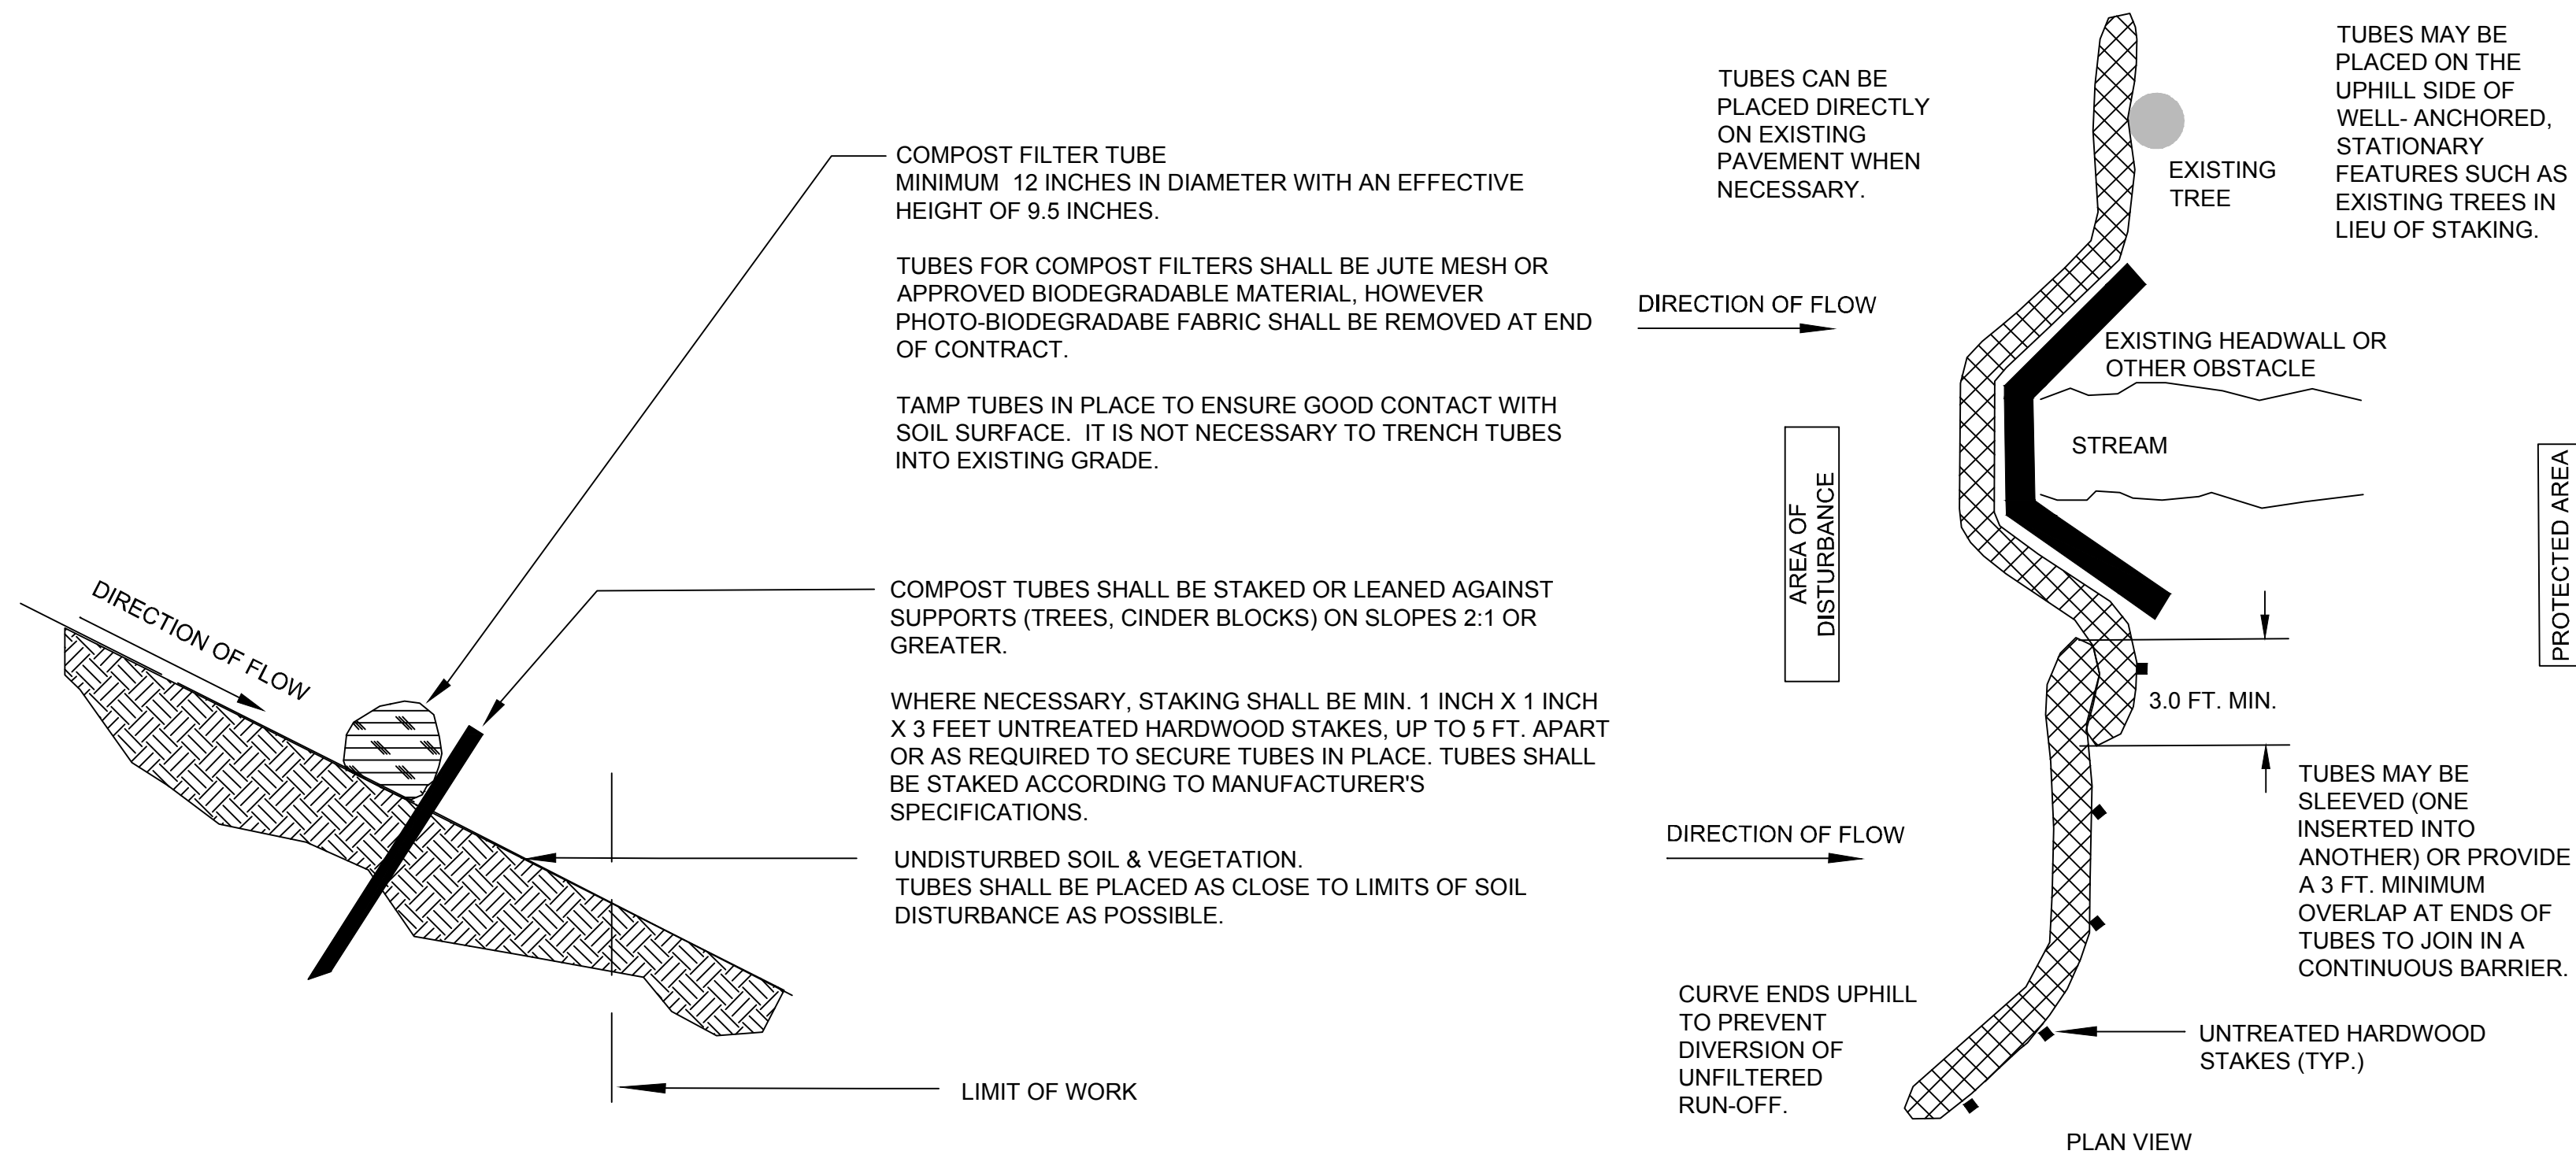 COMPOST FILTER TUBE
MINIMUM  12 INCHES IN DIAMETER WITH AN EFFECTIVE
HEIGHT OF 9.5 INCHES.
TUBES FOR COMPOST FILTERS SHALL BE JUTE MESH OR
APPROVED BIODEGRADABLE MATERIAL, HOWEVER
PHOTO-BIODEGRADABE FABRIC SHALL BE REMOVED AT END
OF CONTRACT.
TAMP TUBES IN PLACE TO ENSURE GOOD CONTACT WITH
SOIL SURFACE.  IT IS NOT NECESSARY TO TRENCH TUBES
INTO EXISTING GRADE.
DIRECTION OF FLOW
COMPOST TUBES SHALL BE STAKED OR LEANED AGAINST
SUPPORTS (TREES, CINDER BLOCKS) ON SLOPES 2:1 OR
GREATER.
WHERE NECESSARY, STAKING SHALL BE MIN. 1 INCH X 1 INCH
X 3 FEET UNTREATED HARDWOOD STAKES, UP TO 5 FT. APART
OR AS REQUIRED TO SECURE TUBES IN PLACE. TUBES SHALL
BE STAKED ACCORDING TO MANUFACTURER'S
SPECIFICATIONS.
UNDISTURBED SOIL & VEGETATION.
TUBES SHALL BE PLACED AS CLOSE TO LIMITS OF SOIL
DISTURBANCE AS POSSIBLE.
LIMIT OF WORK
TUBES CAN BE
PLACED DIRECTLY
ON EXISTING
PAVEMENT WHEN
NECESSARY.
TUBES MAY BE
PLACED ON THE
UPHILL SIDE OF
WELL- ANCHORED,
STATIONARY
FEATURES SUCH AS
EXISTING TREES IN
LIEU OF STAKING.
EXISTING
TREE
DIRECTION OF FLOW
EXISTING HEADWALL OR
OTHER OBSTACLE
STREAM
AREA OF
DISTURBANCE
PROTECTED AREA
3.0 FT. MIN.
TUBES MAY BE
SLEEVED (ONE
INSERTED INTO
ANOTHER) OR PROVIDE
A 3 FT. MINIMUM
OVERLAP AT ENDS OF
TUBES TO JOIN IN A
CONTINUOUS BARRIER.
DIRECTION OF FLOW
CURVE ENDS UPHILL
TO PREVENT
DIVERSION OF
UNFILTERED
RUN-OFF.
UNTREATED HARDWOOD
STAKES (TYP.)
PLAN VIEW